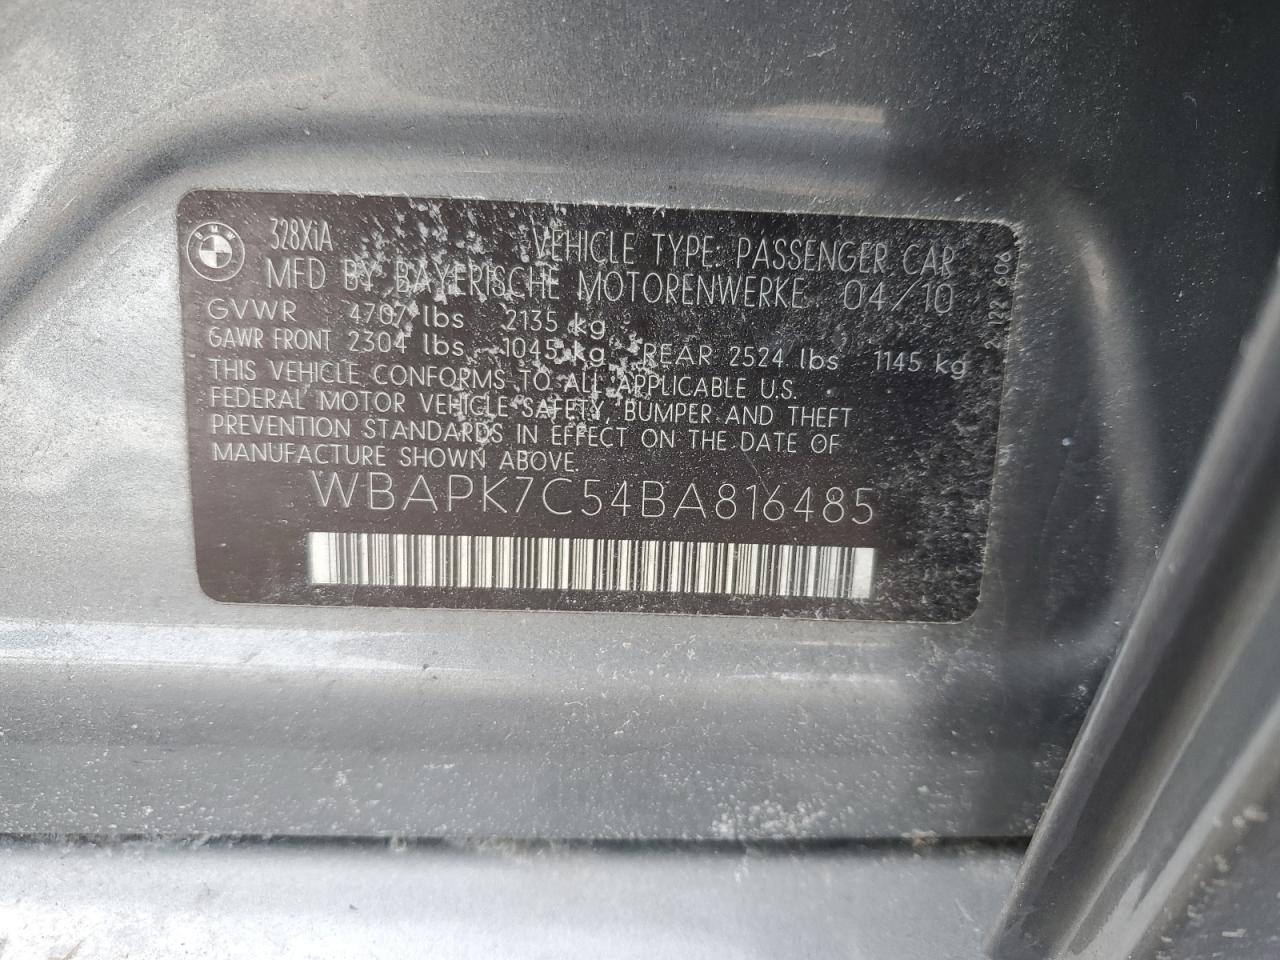 BMW
328XiA VEHICLE TYPE: PASSENGER CAR
MFD BY BAYERISCHE MOTORENWERKE 04/10
GVWR 4707 lbs 2135 kg
GAWR FRONT 2304 lbs 1045 kg REAR 2524 lbs 1145 kg
THIS VEHICLE CONFORMS TO ALL APPLICABLE U.S.
FEDERAL MOTOR VEHICLE SAFETY, BUMPER AND THEFT
PREVENTION STANDARDS IN EFFECT ON THE DATE OF
MANUFACTURE SHOWN ABOVE.
WBAPK7C54BA816485